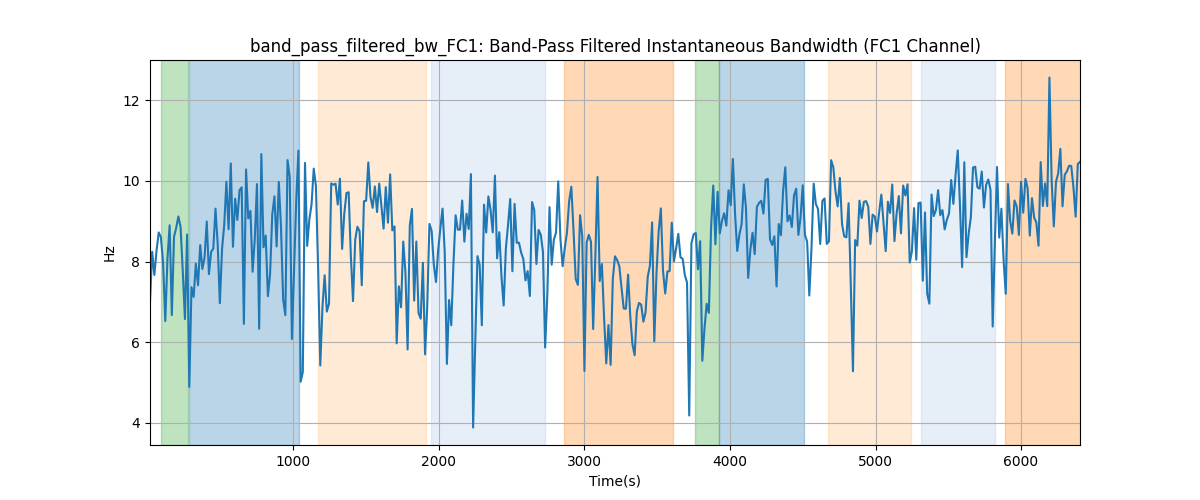 band_pass_filtered_bw_FC1: Band-Pass Filtered Instantaneous Bandwidth (FC1 Channel)
12
10
8
6
4
Hz
1000 2000 3000 4000 5000 6000
Time(s)